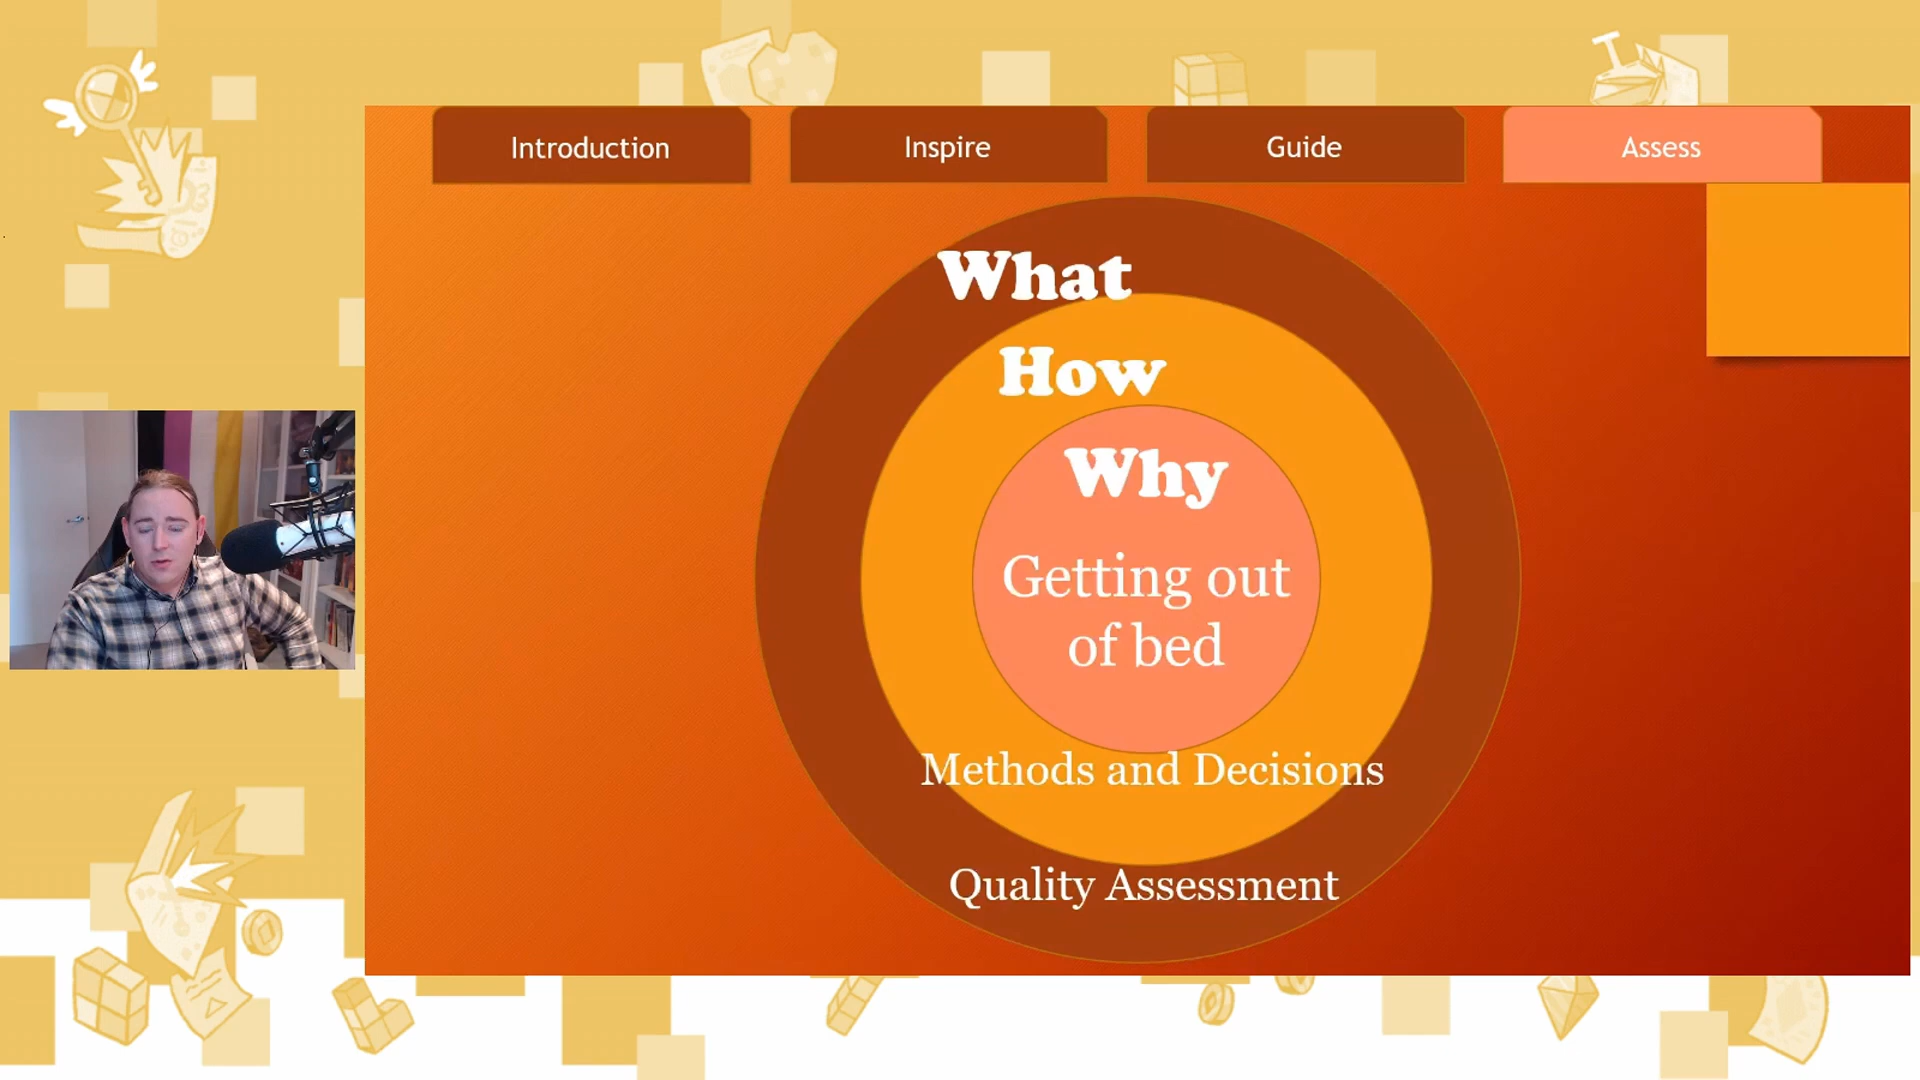 Introduction
Inspire
Guide
Assess
What
How
Why
Getting out
of bed
Methods and Decisions
Quality Assessment